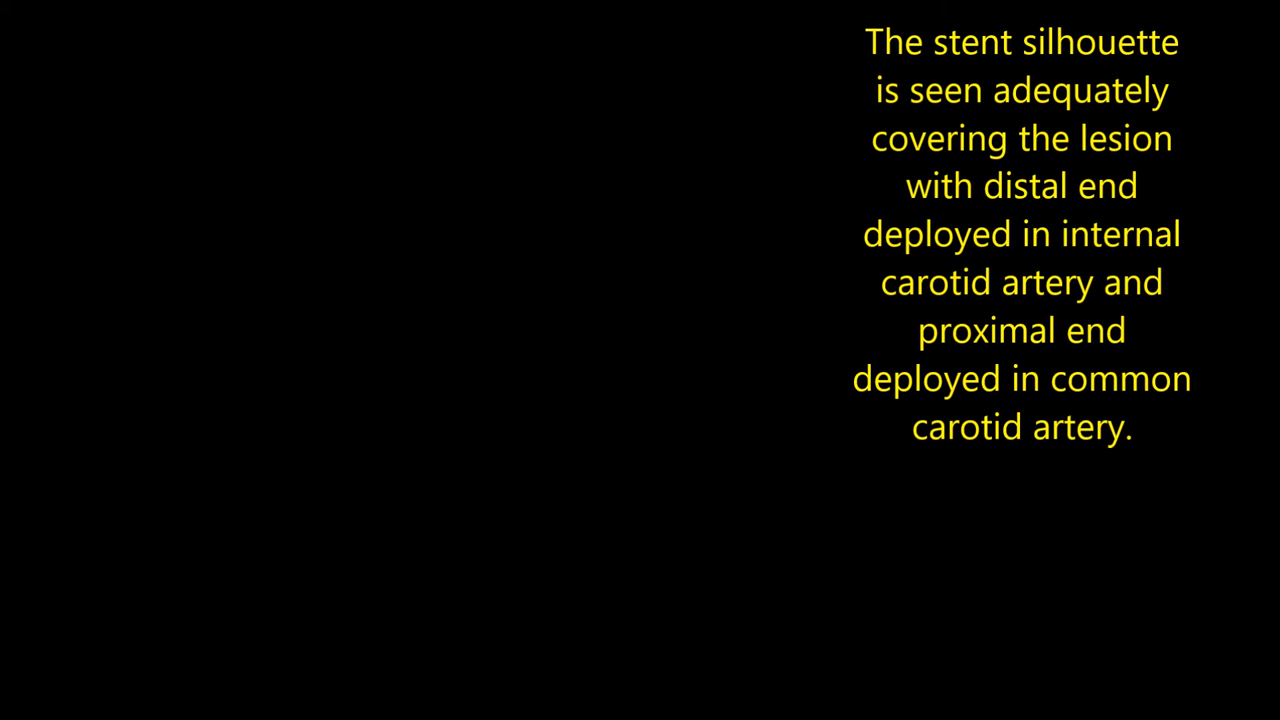 The stent silhouette
is seen adequately
covering the lesion
with distal end
deployed in internal
carotid artery and
proximal end
deployed in common
carotid artery.